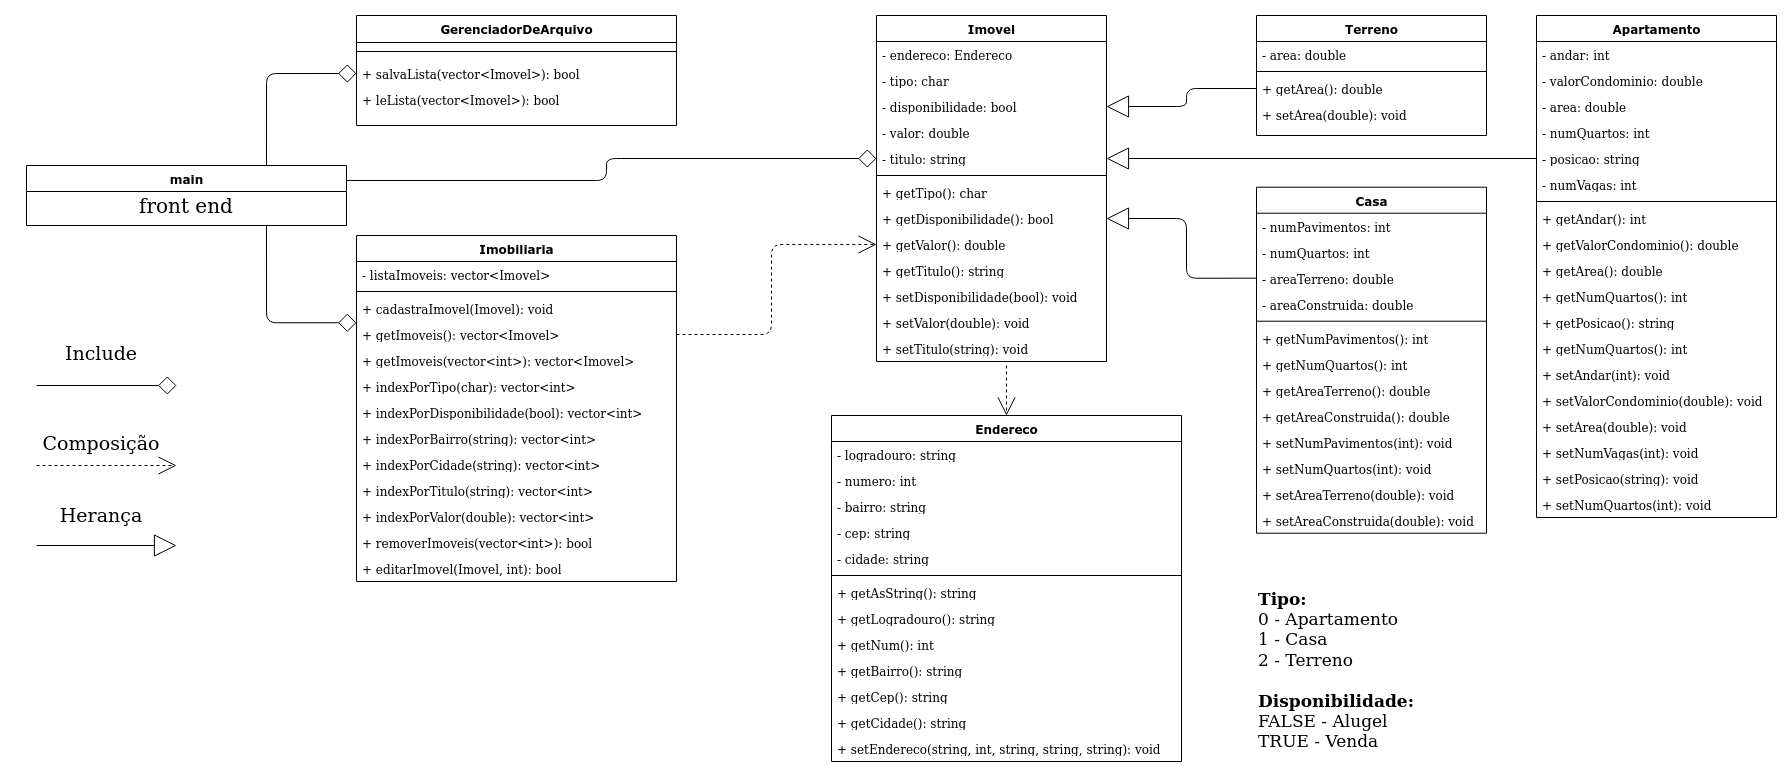 GerenciadorDeArquivo
+ salvaLista(vector<Imovel>): bool
+ leLista(vector<Imovel>): bool
main
front end
Imobiliaria
- listaImoveis: vector<Imovel>
+ cadastraImovel(Imovel): void
+ getImoveis(): vector<Imovel>
+ getImoveis(vector<int>): vector<Imovel>
+ indexPorTipo(char): vector<int>
+ indexPorDisponibilidade(bool): vector<int>
+ indexPorBairro(string): vector<int>
+ indexPorCidade(string): vector<int>
+ indexPorTitulo(string): vector<int>
+ indexPorValor(double): vector<int>
+ removerImoveis(vector<int>): bool
+ editarImovel(Imovel, int): bool
Include
Composição
Herança
Imovel
- endereco: Endereco
- tipo: char
- disponibilidade: bool
- valor: double
- titulo: string
+ getTipo(): char
+ getDisponibilidade(): bool
+ getValor(): double
+ getTitulo(): string
+ setDisponibilidade(bool): void
+ setValor(double): void
+ setTitulo(string): void
Endereco
- logradouro: string
- numero: int
- bairro: string
- cep: string
- cidade: string
+ getAsString(): string
+ getLogradouro(): string
+ getNum(): int
+ getBairro(): string
+ getCep(): string
+ getCidade(): string
+ setEndereco(string, int, string, string, string): void
Terreno
- area: double
+ getArea(): double
+ setArea(double): void
Casa
- numPavimentos: int
- numQuartos: int
- areaTerreno: double
- areaConstruida: double
+ getNumPavimentos(): int
+ getNumQuartos(): int
+ getAreaTerreno(): double
+ getAreaConstruida(): double
+ setNumPavimentos(int): void
+ setNumQuartos(int): void
+ setAreaTerreno(double): void
+ setAreaConstruida(double): void
Apartamento
- andar: int
- valorCondominio: double
- area: double
- numQuartos: int
- posicao: string
- numVagas: int
+ getAndar(): int
+ getValorCondominio(): double
+ getArea(): double
+ getNumQuartos(): int
+ getPosicao(): string
+ getNumQuartos(): int
+ setAndar(int): void
+ setValorCondominio(double): void
+ setArea(double): void
+ setNumVagas(int): void
+ setPosicao(string): void
+ setNumQuartos(int): void
Tipo:
0 - Apartamento
1 - Casa
2 - Terreno
Disponibilidade:
FALSE - Alugel
TRUE - Venda